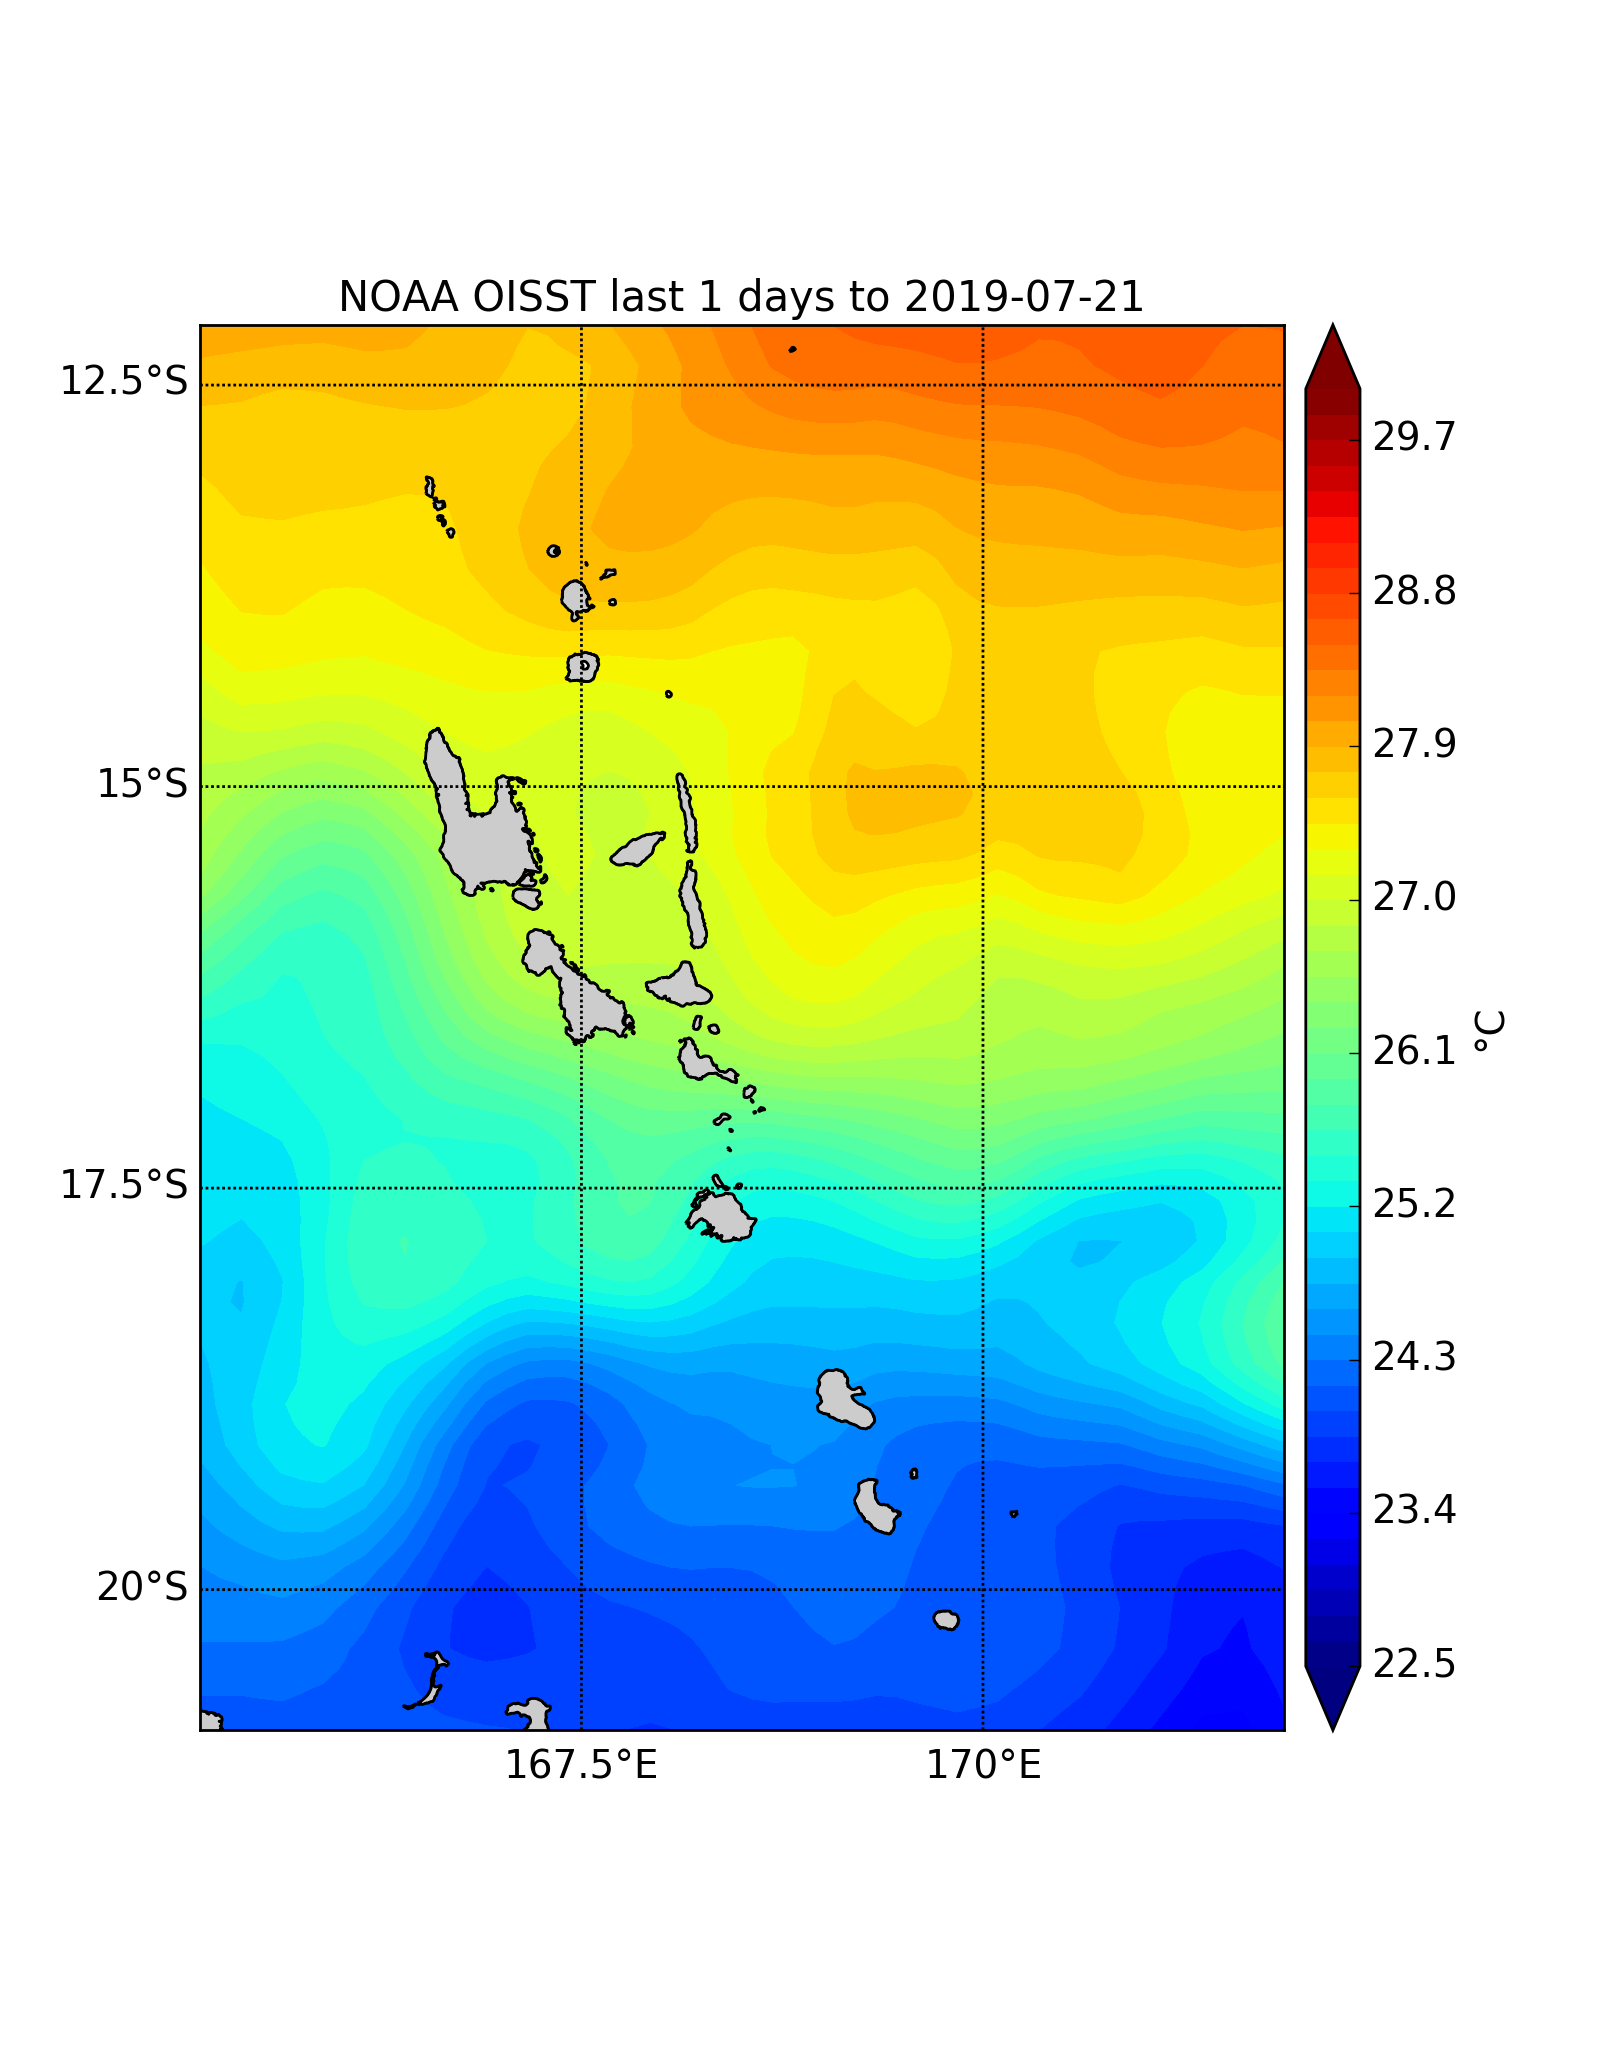 NOAA OISST last 1 days to 2019-07-21
12.5°S
15°S
17.5°S
20°S
167.5°E
170°E
29.7
28.8
27.9
27.0
26.1
25.2
24.3
23.4
22.5
°C